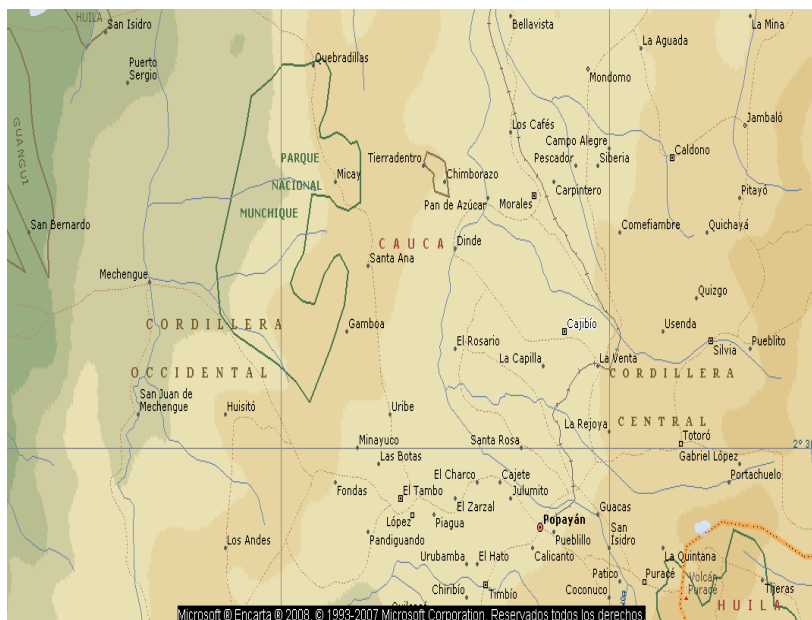 HUILA
San Isidro
Bellavista
La Mina
La Aguada
Puerto
Sergio
Quebradillas
Mondomo
GUANGUI
Jambaló
Los Cafés
Campo Alegre
PARQUE
NACIONAL
MUNCHIQUE
Tierradentro
Pescador
Siberia
Caldono
Micay
Chimborazo
Carpintero
Pan de Azúcar
Morales
Pitayó
San Bernardo
CAUCA
Dinde
Comefiambre
Quichayá
Santa Ana
Mechengue
Quizgo
CORDILLERA
OCCIDENTAL
Gamboa
Cajibío
Usenda
El Rosario
Silvia
Pueblito
La Capilla
La Venta
CORDILLERA
CENTRAL
San Juan de
Mechengue
Huisitó
Uribe
La Rejoya
Minayuco
Santa Rosa
Totoró
2° 30
Las Botas
Gabriel López
Fondas
El Charco
Cajete
Portachuelo
El Tambo
El Zarzal
Julumito
López
Piagua
Guacas
Popayán
Los Andes
Pandiguando
Pueblillo
San
Isidro
Urubamba
El Hato
Calicanto
La Quintana
Chiribío
Timbío
Patico
Coconuco
Puracé
Volcán
Puracé
Tijeras
HUILA
Microsoft ® Encarta ® 2008. © 1993-2007 Microsoft Corporation. Reservados todos los derechos.